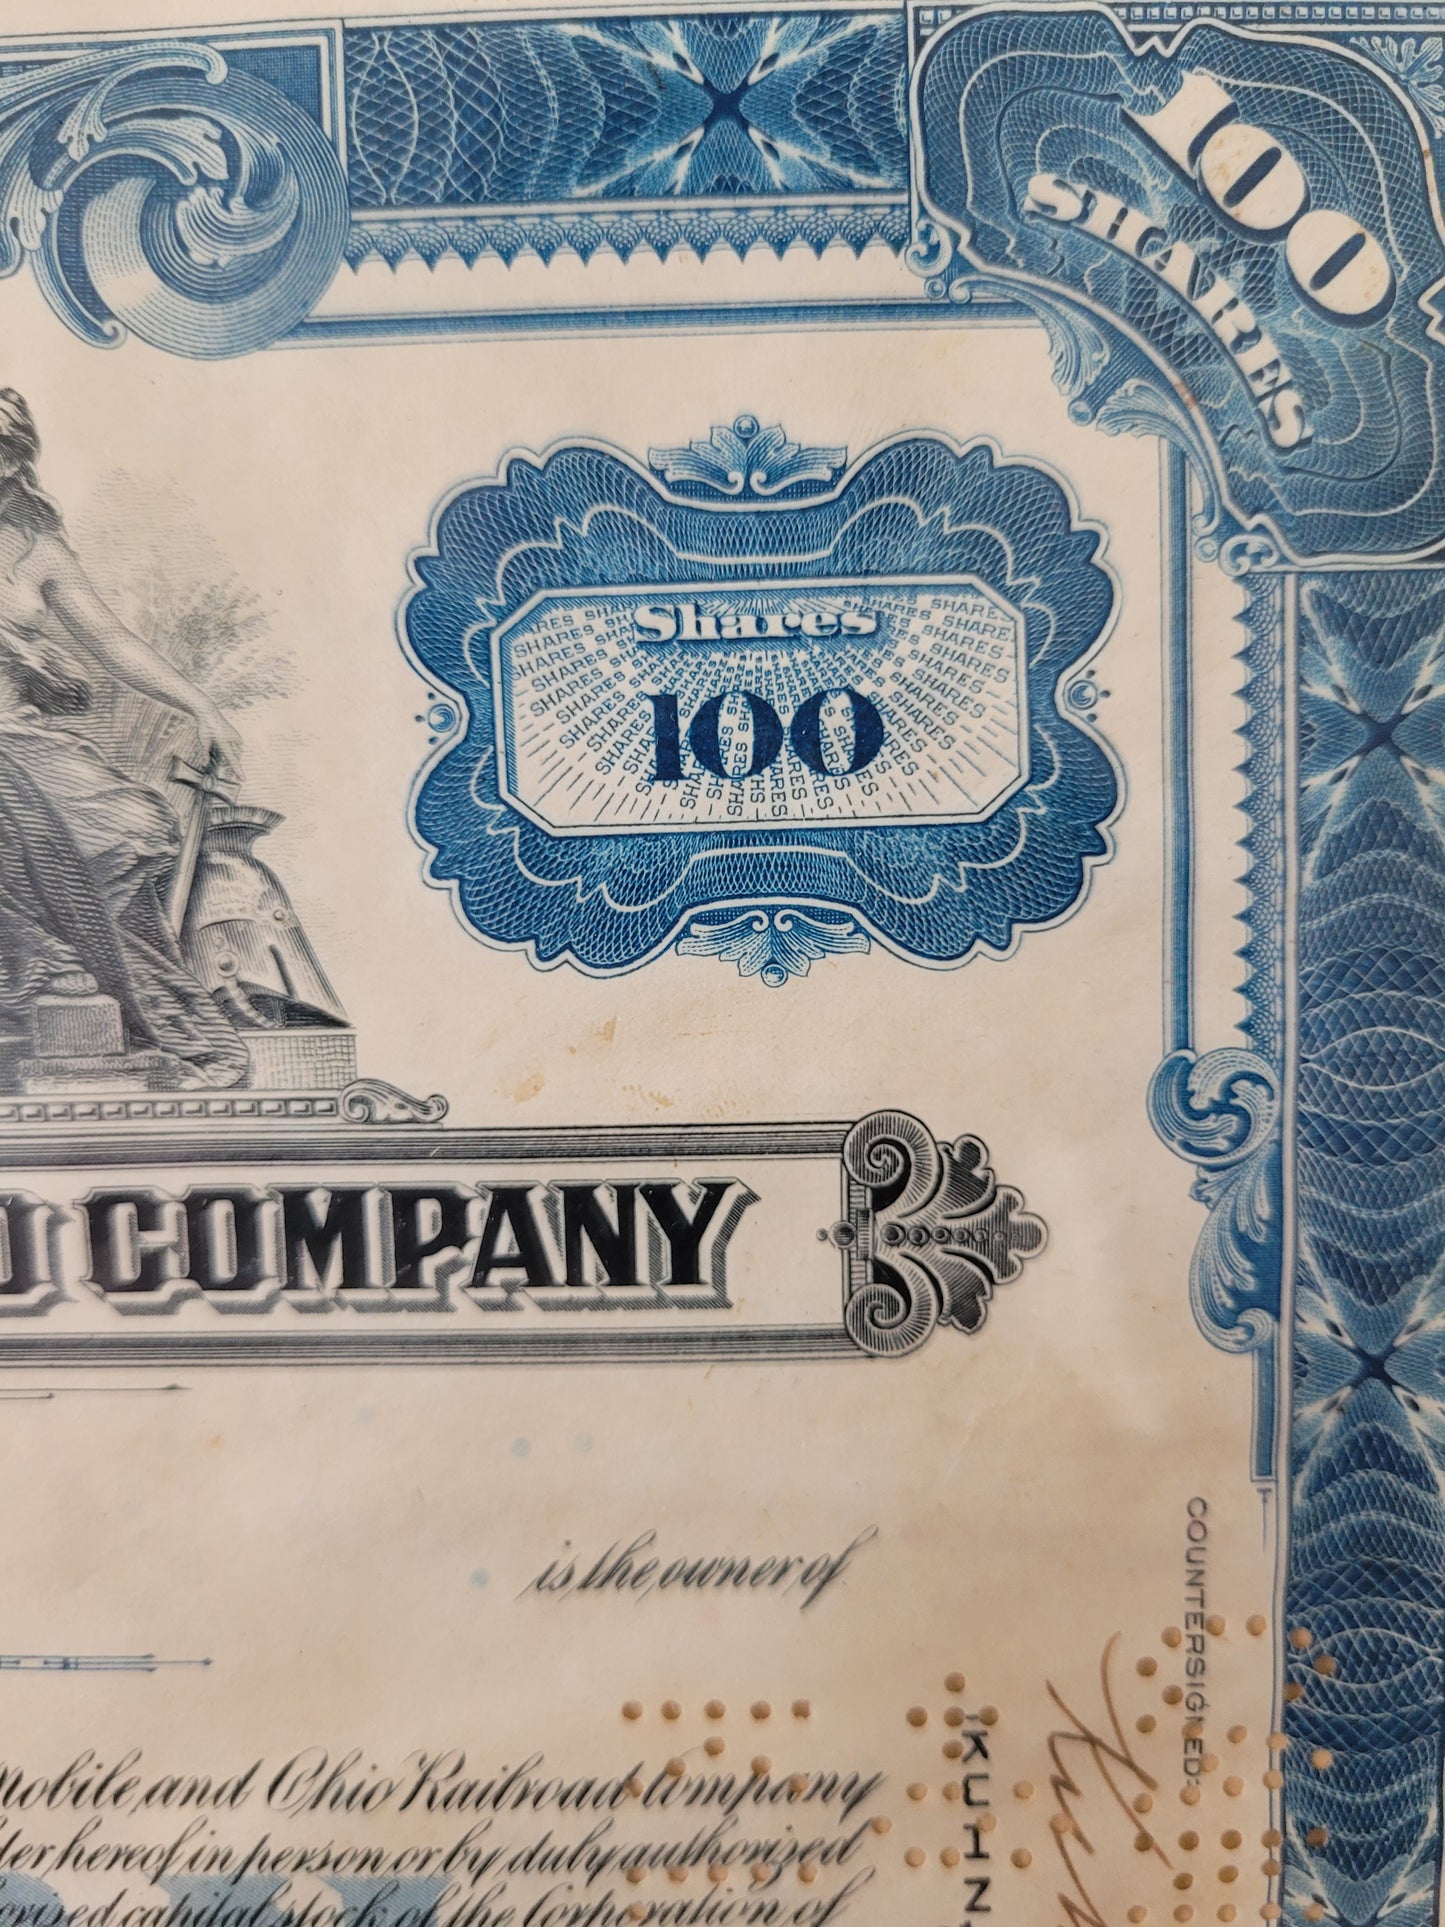 100
SHARES
Shares
100
COMPANY
is the owner of
COUNTERSIGNED:
Mobile and Ohio Railroad Company
hereof in person or by duly authorized
capital stock of the Corporation of